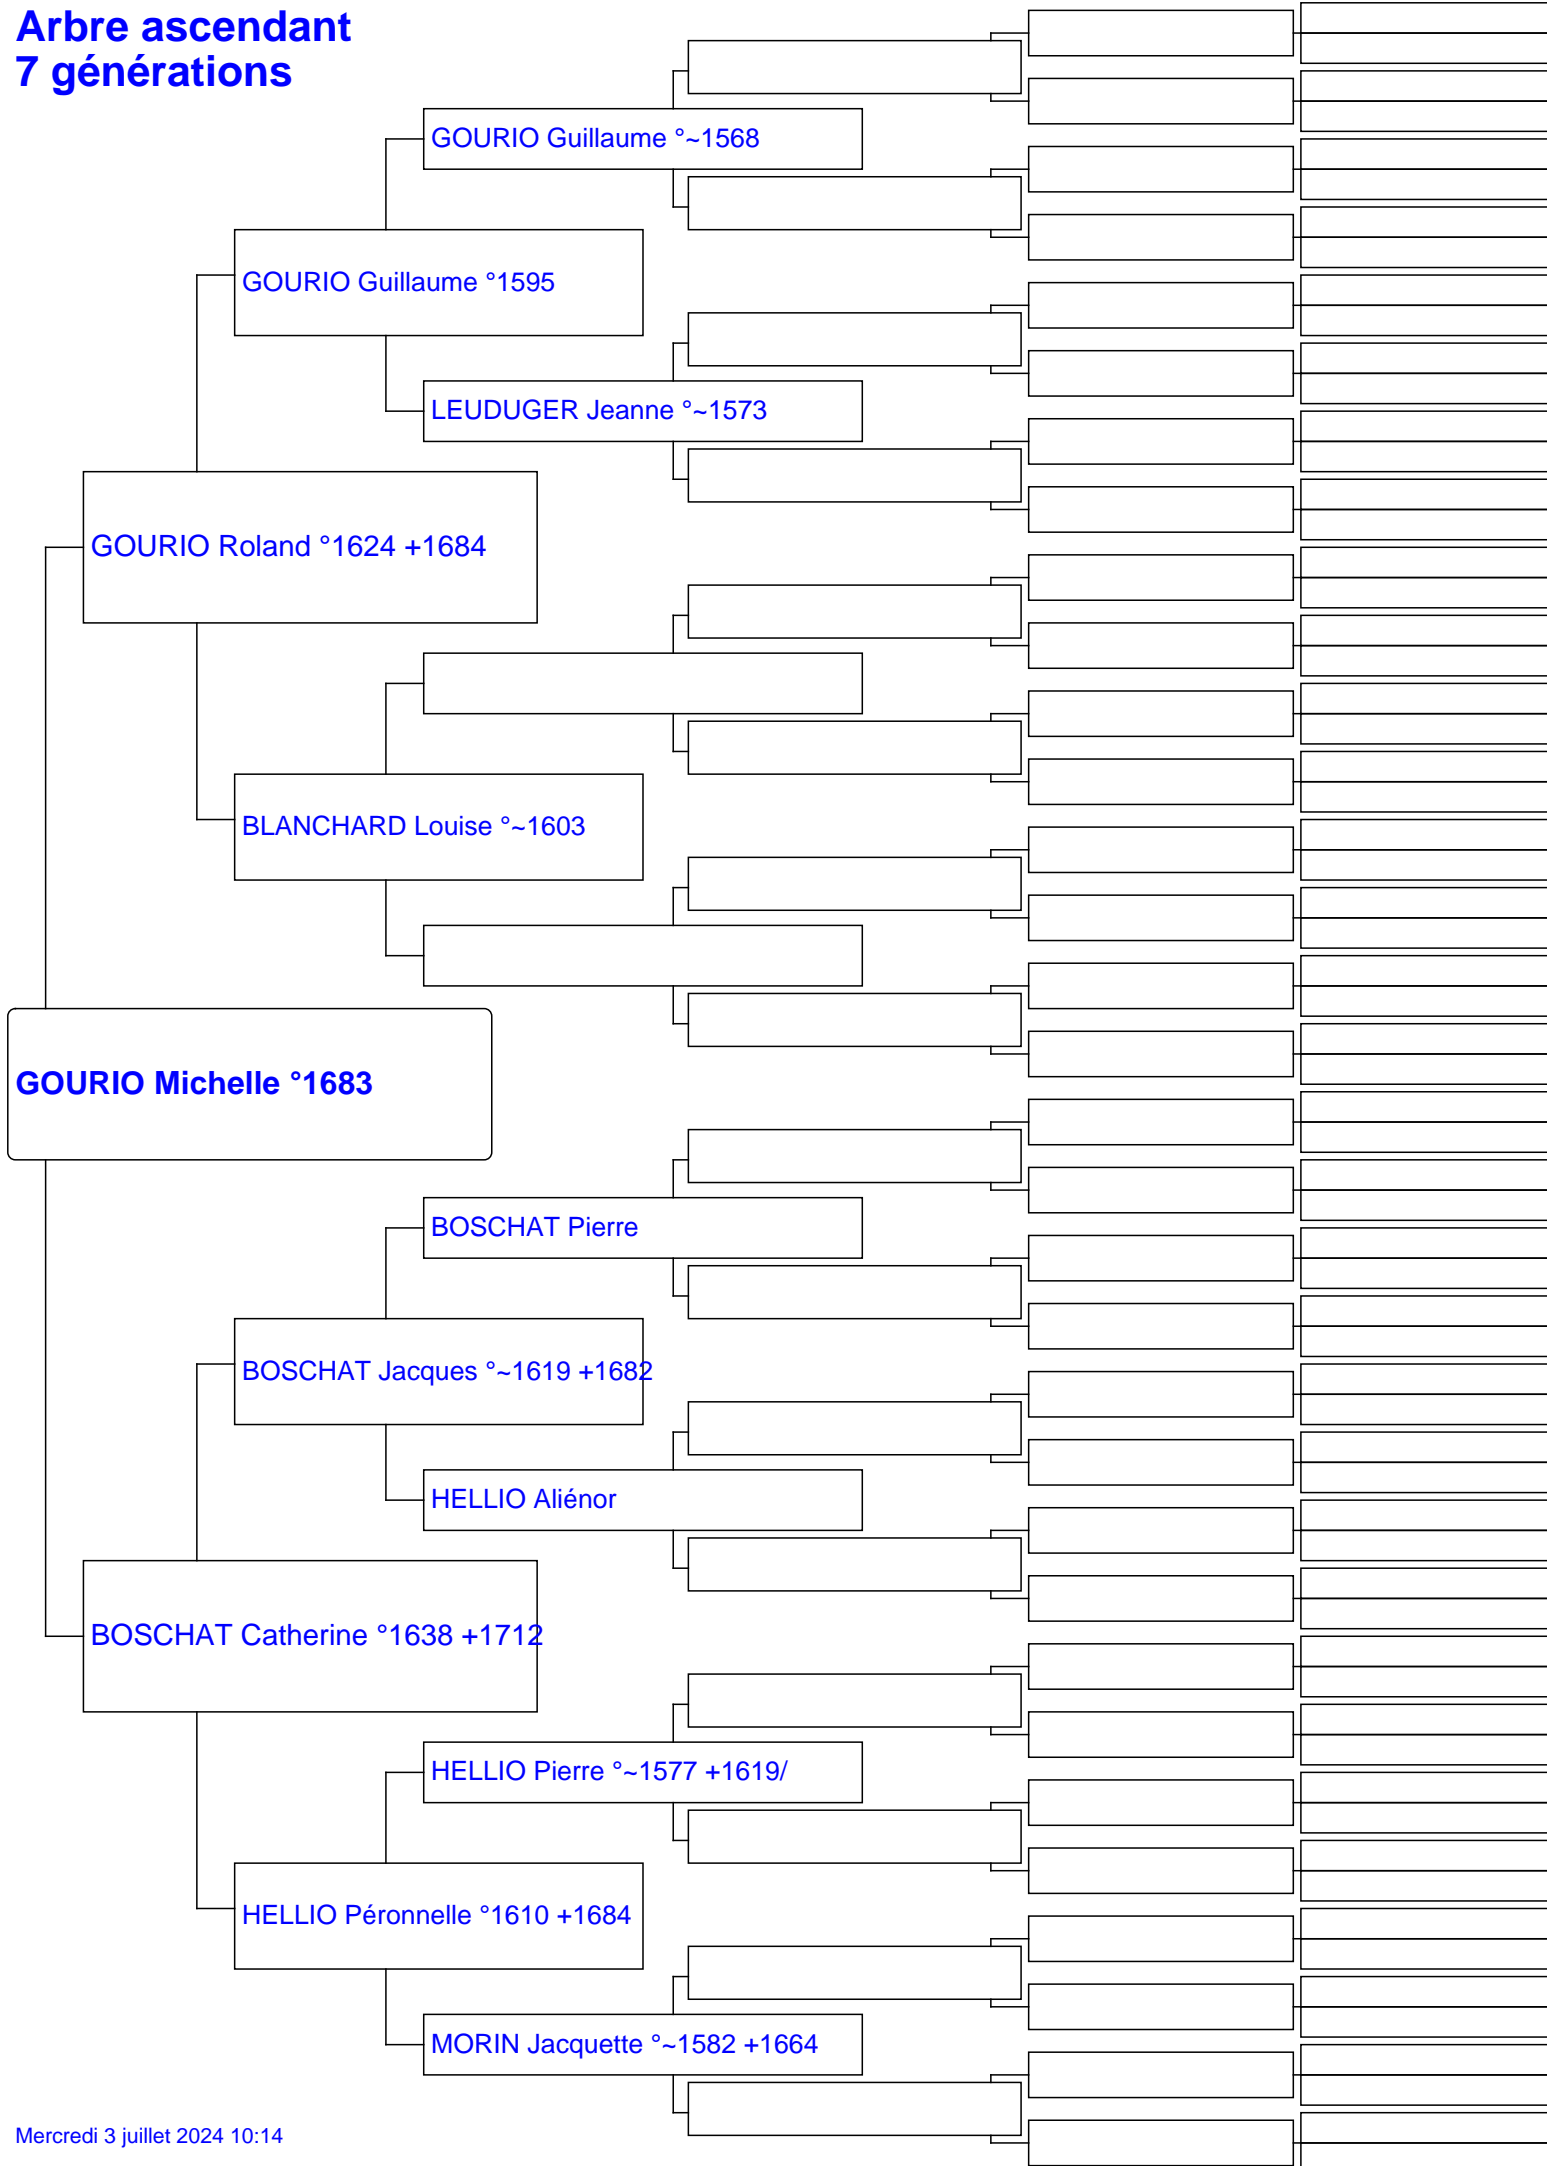 Arbre ascendant
7 générations
GOURIO Guillaume °~1568
GOURIO Guillaume °1595
LEUDUGER Jeanne °~1573
GOURIO Roland °1624 +1684
BLANCHARD Louise °~1603
GOURIO Michelle °1683
BOSCHAT Pierre
BOSCHAT Jacques °~1619 +1682
HELLIO Aliénor
BOSCHAT Catherine °1638 +1712
HELLIO Pierre °~1577 +1619/
HELLIO Péronnelle °1610 +1684
MORIN Jacquette °~1582 +1664
Mercredi 3 juillet 2024 10:14